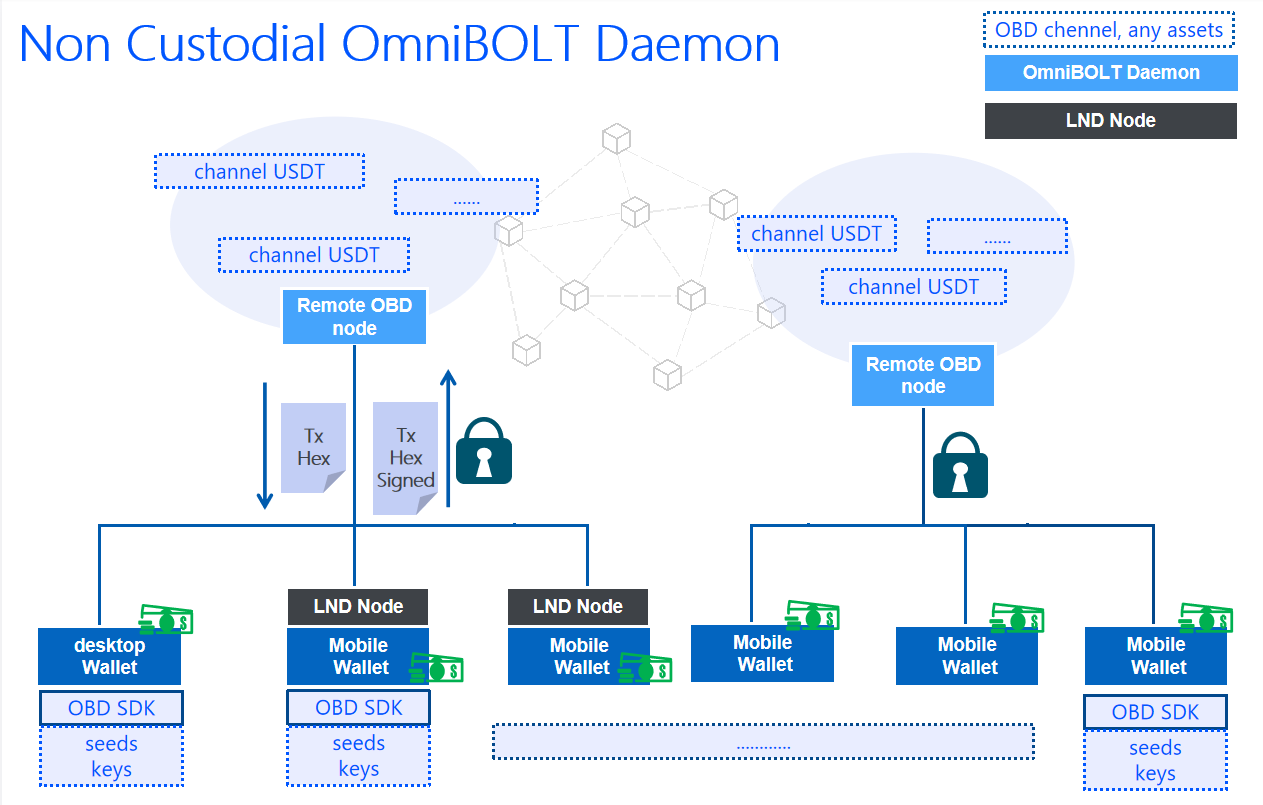 Non Custodial OmniBOLT Daemon
OBD chennel, any assets
OmniBOLT Daemon
LND Node
channel USDT
......
channel USDT
Remote OBD
node
channel USDT
......
channel USDT
Remote OBD
node
Tx
Hex
Tx
Hex
Signed
LND Node
LND Node
desktop
Wallet
Mobile
Wallet
Mobile
Wallet
Mobile
Wallet
Mobile
Wallet
Mobile
Wallet
$
$
$
$
$
$
OBD SDK
OBD SDK
OBD SDK
seeds
keys
seeds
keys
............
seeds
keys